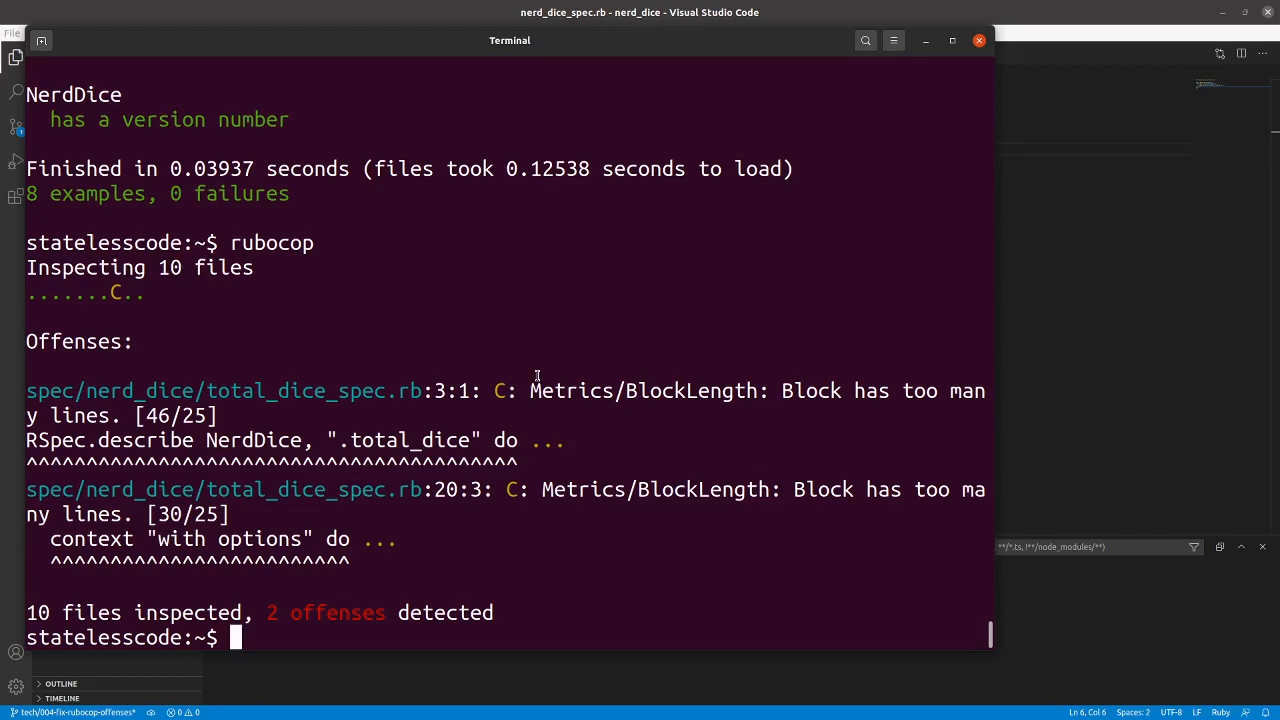 nerd_dice_spec.rb - nerd_dice - Visual Studio Code
File
Terminal
NerdDice
has a version number
Finished in 0.03937 seconds (files took 0.12538 seconds to load)
8 examples, 0 failures
statelesscode:~$ rubocop
Inspecting 10 files
.......C..
Offenses:
spec/nerd_dice/total_dice_spec.rb:3:1: C: Metrics/BlockLength: Block has too man
y lines. [46/25]
RSpec.describe NerdDice, ".total_dice" do ...
^^^^^^^^^^^^^^^^^^^^^^^^^^^^^^^^^^^^^^^^^
spec/nerd_dice/total_dice_spec.rb:20:3: C: Metrics/BlockLength: Block has too ma
ny lines. [30/25]
context "with options" do ...
^^^^^^^^^^^^^^^^^^^^^^^^^
10 files inspected, 2 offenses detected
statelesscode:~$
**/*.ts, !**/node_modules/**)
OUTLINE
TIMELINE
tech/004-fix-rubocop-offenses* 0 0 Ln 6, Col 6 Spaces: 2 UTF-8 LF Ruby